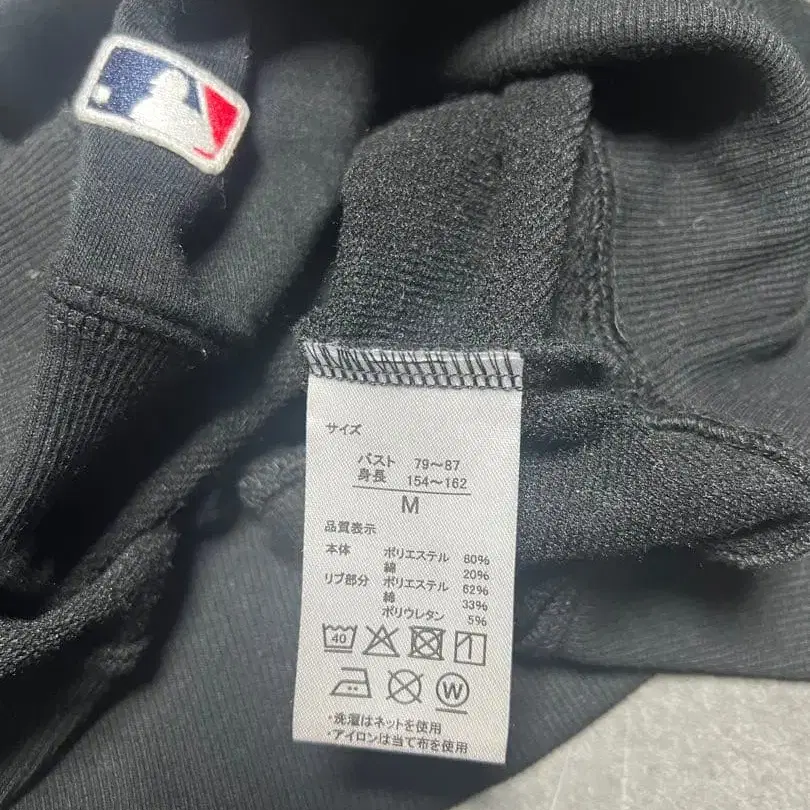 サイズ
バスト 79〜87
身長 154〜162
M
品質表示
本体 ポリエステル 80%
綿 20%
リブ部分 ポリエステル 62%
綿 33%
ポリウレタン 5%
40
W
・洗濯はネットを使用
・アイロンは当て布を使用